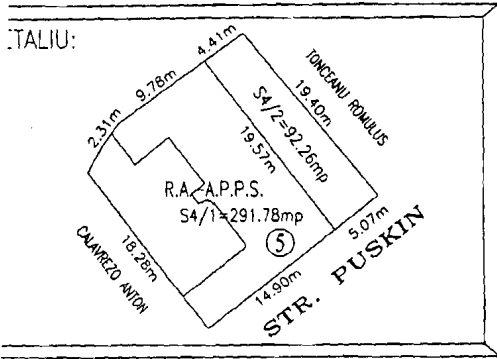 ETALIU:
4.41m
TONCEANU ROMULUS
9.78m
19.40m
S4/2=92.26mp
2.31m
19.57m
R.A.-A.P.P.S.
S4/1=291.78mp
5
5.07m
CALAVREZO ANTON
18.28m
14.90m
STR. PUSKIN